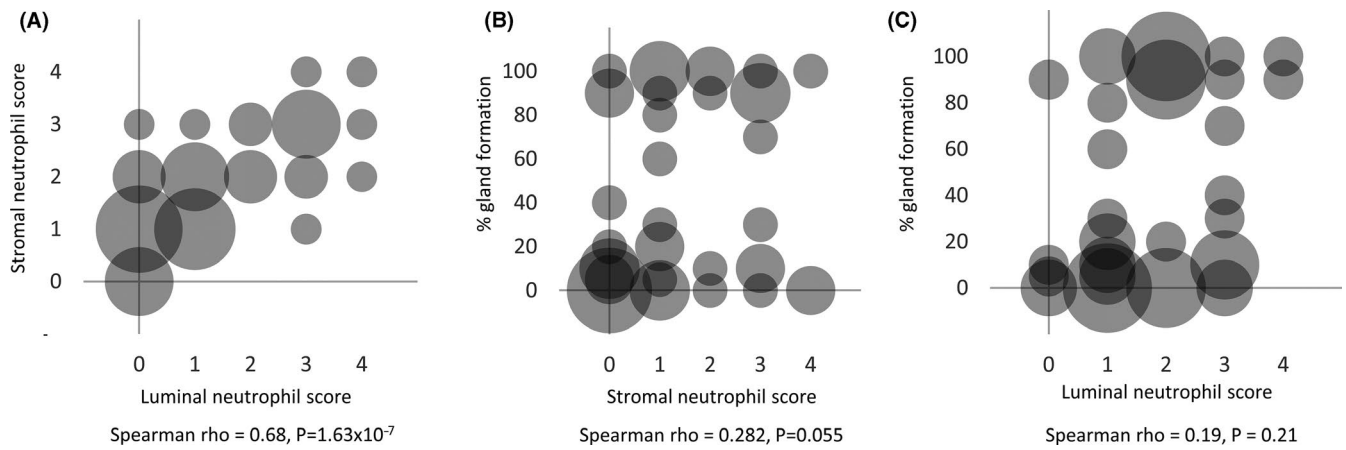 (A)
Stromal neutrophil score
4
3
2
1
0
-
0 1 2 3 4
Luminal neutrophil score
Spearman rho = 0.68, P=1.63x10⁻⁷
(B)
% gland formation
100
80
60
40
20
0
0 1 2 3 4
Stromal neutrophil score
Spearman rho = 0.282, P=0.055
(C)
% gland formation
100
80
60
40
20
0
0 1 2 3 4
Luminal neutrophil score
Spearman rho = 0.19, P = 0.21